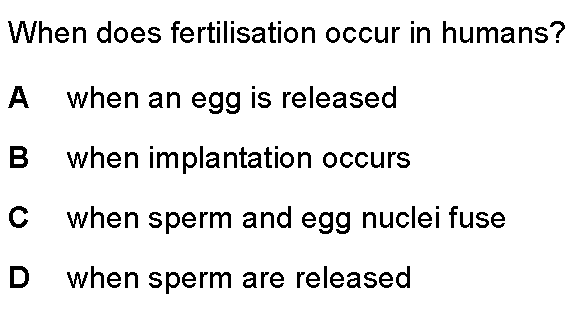 When does fertilisation occur in humans?
A when an egg is released
B when implantation occurs
C when sperm and egg nuclei fuse
D when sperm are released